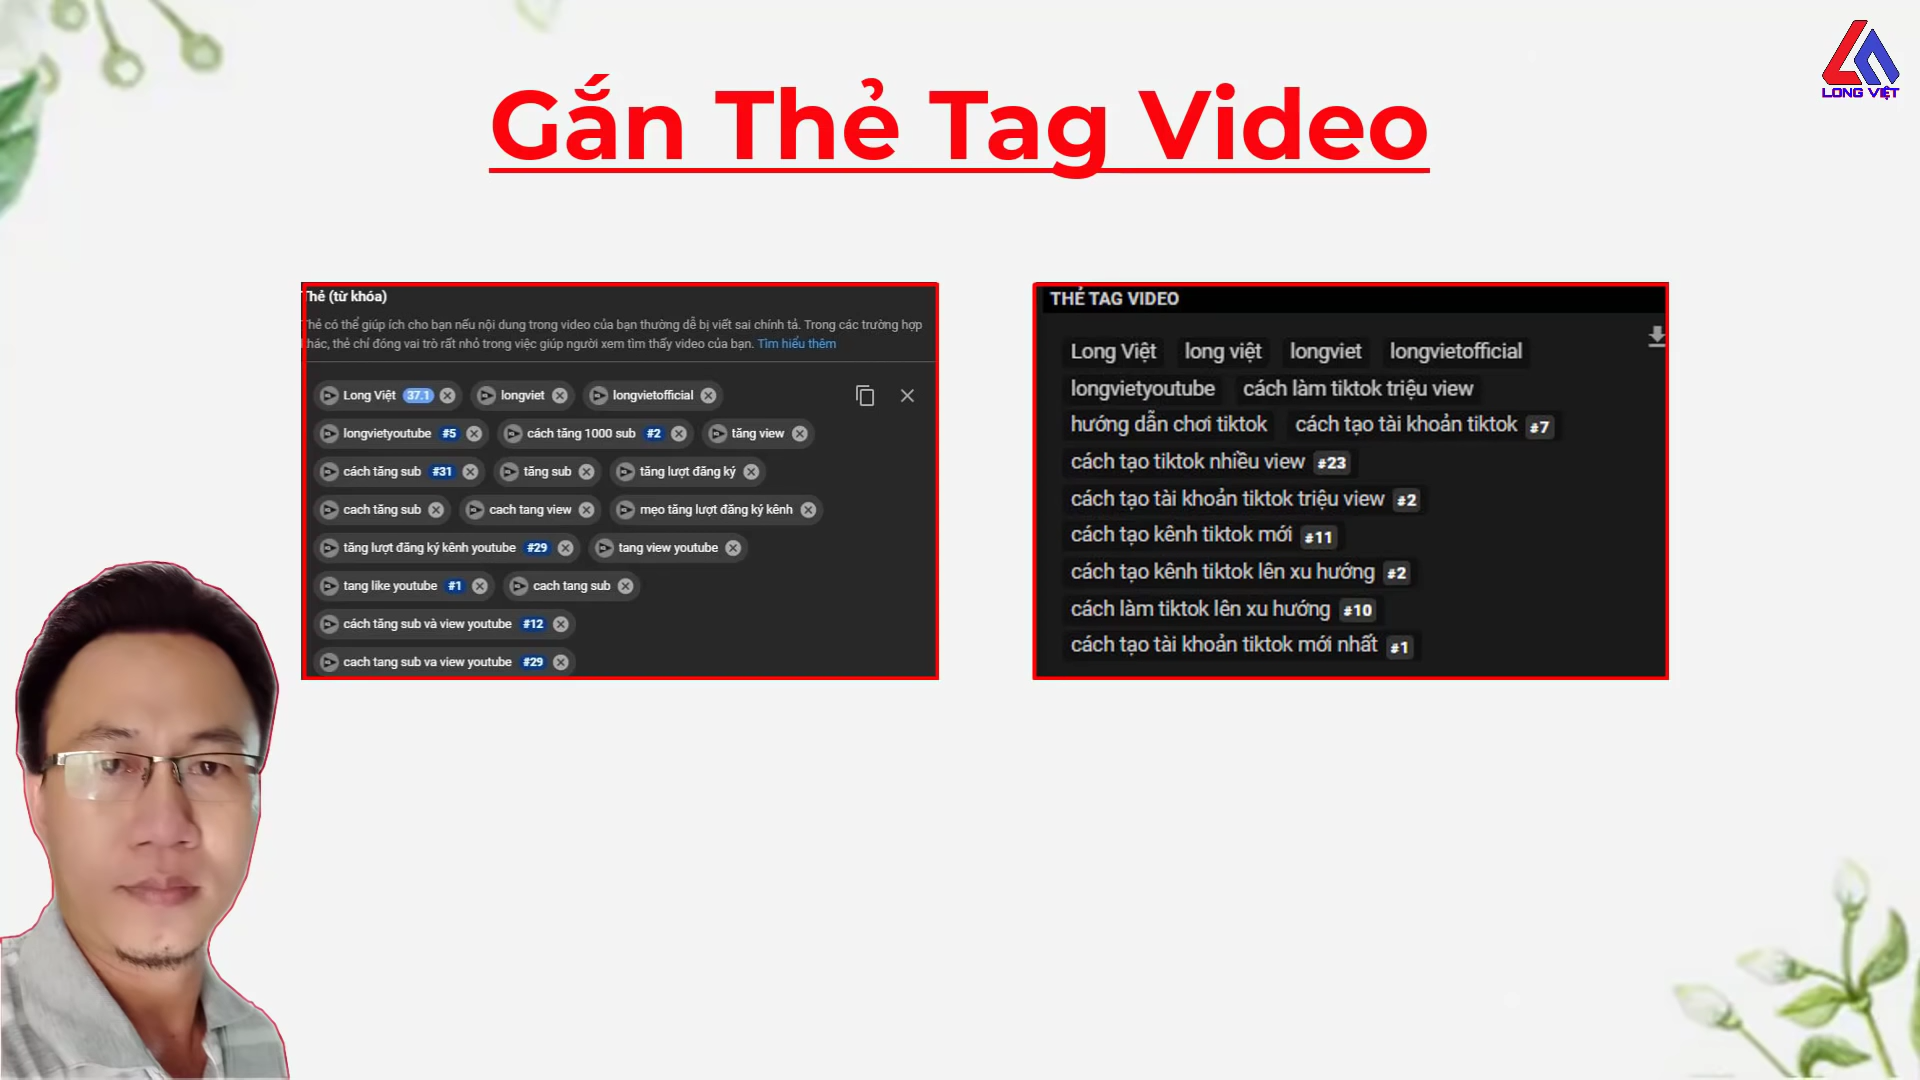 LONG VIỆT
Gắn Thẻ Tag Video
Thẻ (từ khóa)
Thẻ có thể giúp ích cho bạn nếu nội dung trong video của bạn thường dễ bị viết sai chính tả. Trong các trường hợp
khác, thẻ chỉ đóng vai trò rất nhỏ trong việc giúp người xem tìm thấy video của bạn. Tìm hiểu thêm
Long Việt 37.1 longviet longvietofficial
longvietyoutube #5 cách tăng 1000 sub #2 tăng view
cách tăng sub #31 tăng sub tăng lượt đăng ký
cach tăng sub cach tang view mẹo tăng lượt đăng ký kênh
tăng lượt đăng ký kênh youtube #29 tang view youtube
tang like youtube #1 cach tang sub
cách tăng sub và view youtube #12
cach tang sub va view youtube #29
THẺ TAG VIDEO
Long Việt long việt longviet longvietofficial
longvietyoutube cách làm tiktok triệu view
hướng dẫn chơi tiktok cách tạo tài khoản tiktok #7
cách tạo tiktok nhiều view #23
cách tạo tài khoản tiktok triệu view #2
cách tạo kênh tiktok mới #11
cách tạo kênh tiktok lên xu hướng #2
cách làm tiktok lên xu hướng #10
cách tạo tài khoản tiktok mới nhất #1